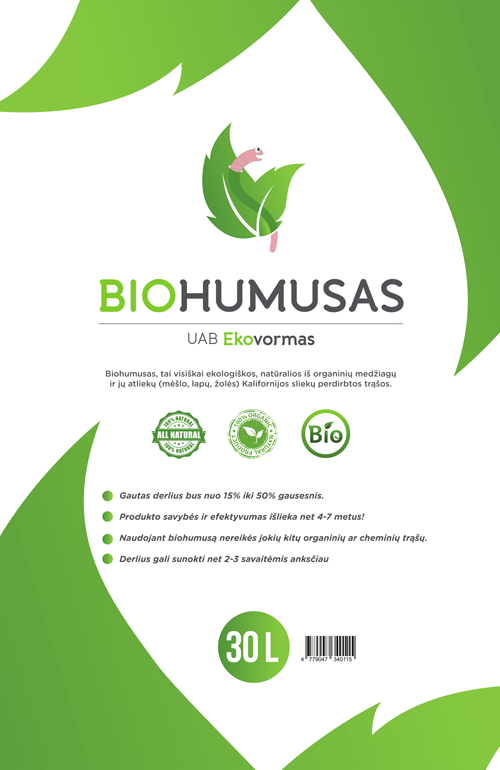 BIOHUMUSAS
UAB Ekovormas
Biohumusas, tai visiškai ekologiškos, natūralios iš organinių medžiagų
ir jų atliekų (mėšlo, lapų, žolės) Kalifornijos sliekų perdirbtos trąšos.
100% NATURAL
ALL NATURAL
100% NATURAL
100% ORGANIC
NATURAL PRODUCT
Bio
Gautas derlius bus nuo 15% iki 50% gausesnis.
Produkto savybės ir efektyvumas išlieka net 4-7 metus!
Naudojant biohumusą nereikės jokių kitų organinių ar cheminių trąšų.
Derlius gali sunokti net 2-3 savaitėmis anksčiau
30 L
4 779047 340115